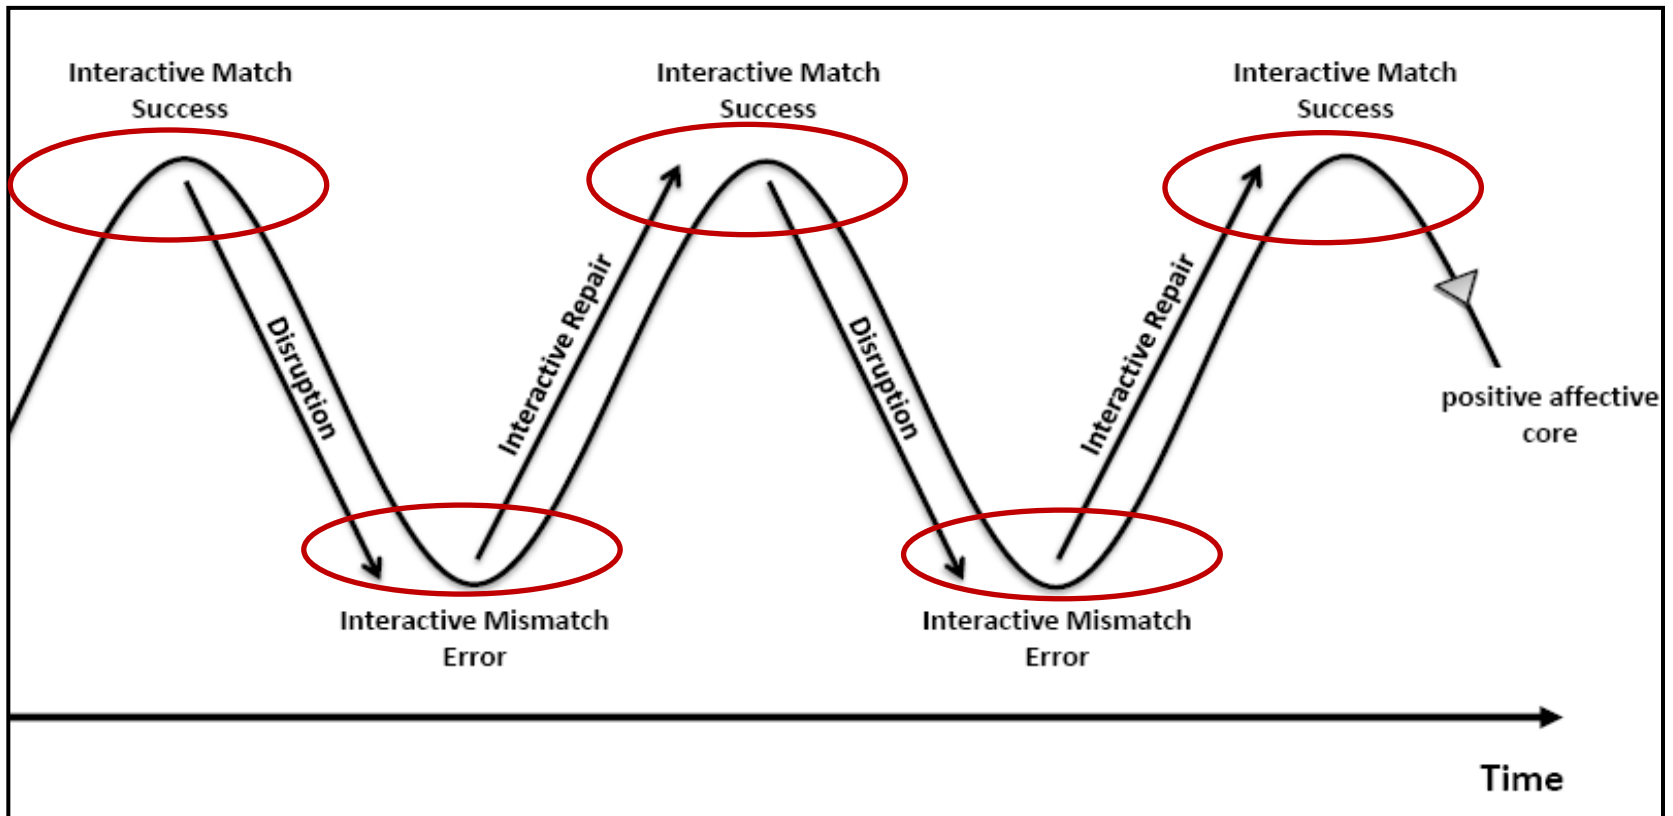 Interactive Match
Success
Interactive Match
Success
Interactive Match
Success
Disruption
Interactive Repair
Disruption
Interactive Repair
positive affective
core
Interactive Mismatch
Error
Interactive Mismatch
Error
Time